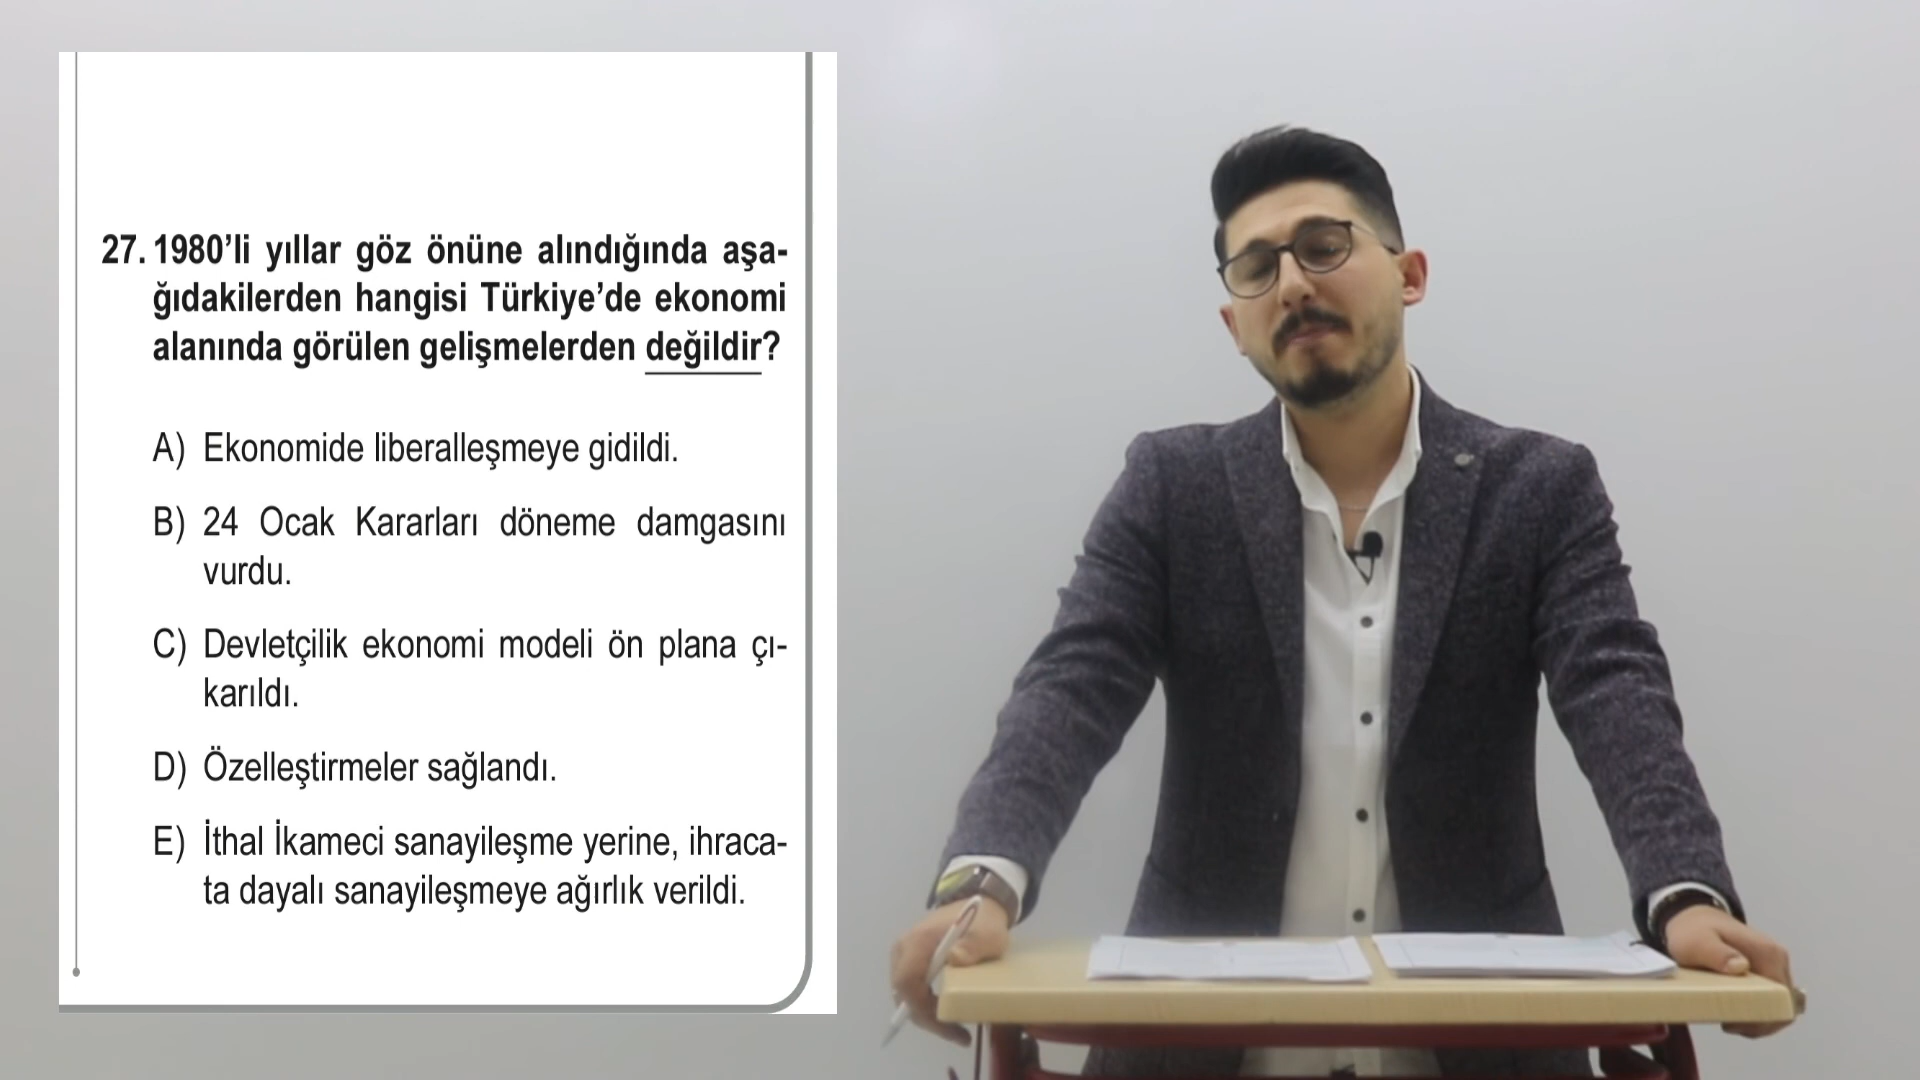 27. 1980’li yıllar göz önüne alındığında aşa-
ğıdakilerden hangisi Türkiye’de ekonomi
alanında görülen gelişmelerden değildir?
A) Ekonomide liberalleşmeye gidildi.
B) 24 Ocak Kararları döneme damgasını
vurdu.
C) Devletçilik ekonomi modeli ön plana çı-
karıldı.
D) Özelleştirmeler sağlandı.
E) İthal İkameci sanayileşme yerine, ihraca-
ta dayalı sanayileşmeye ağırlık verildi.